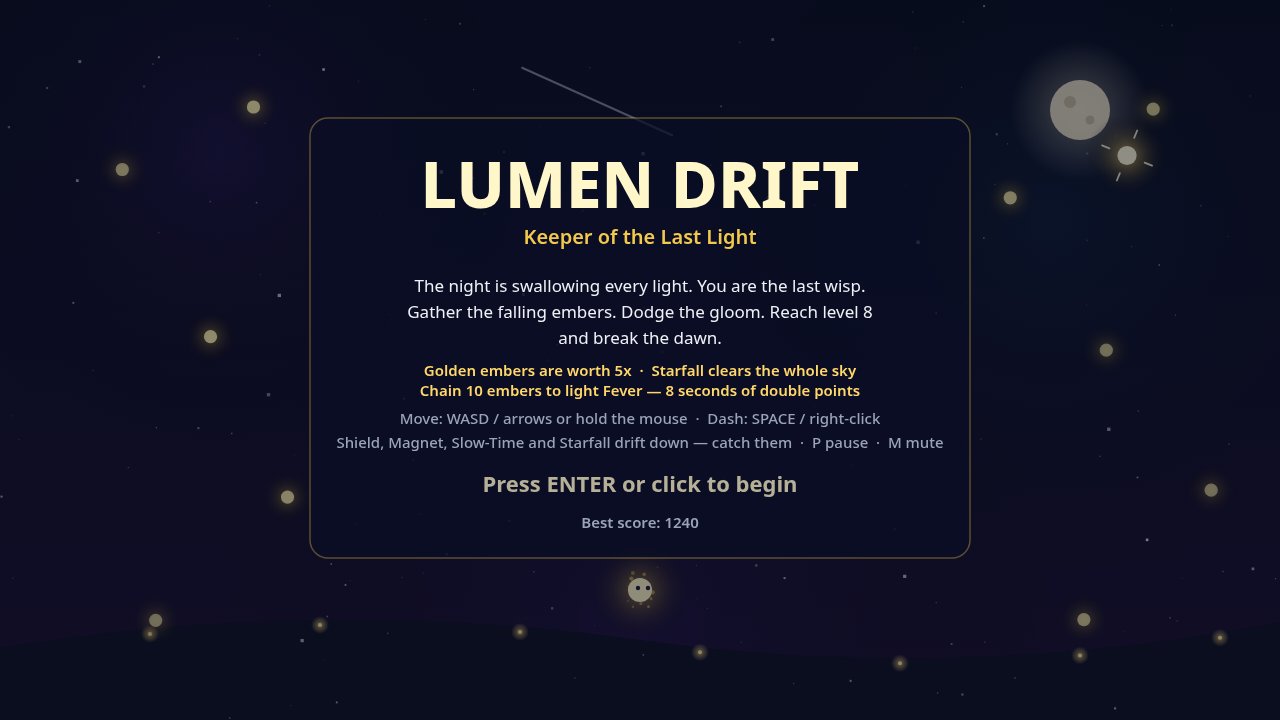 LUMEN DRIFT
Keeper of the Last Light
The night is swallowing every light. You are the last wisp.
Gather the falling embers. Dodge the gloom. Reach level 8
and break the dawn.
Golden embers are worth 5x · Starfall clears the whole sky
Chain 10 embers to light Fever — 8 seconds of double points
Move: WASD / arrows or hold the mouse · Dash: SPACE / right-click
Shield, Magnet, Slow-Time and Starfall drift down — catch them · P pause · M mute
Press ENTER or click to begin
Best score: 1240